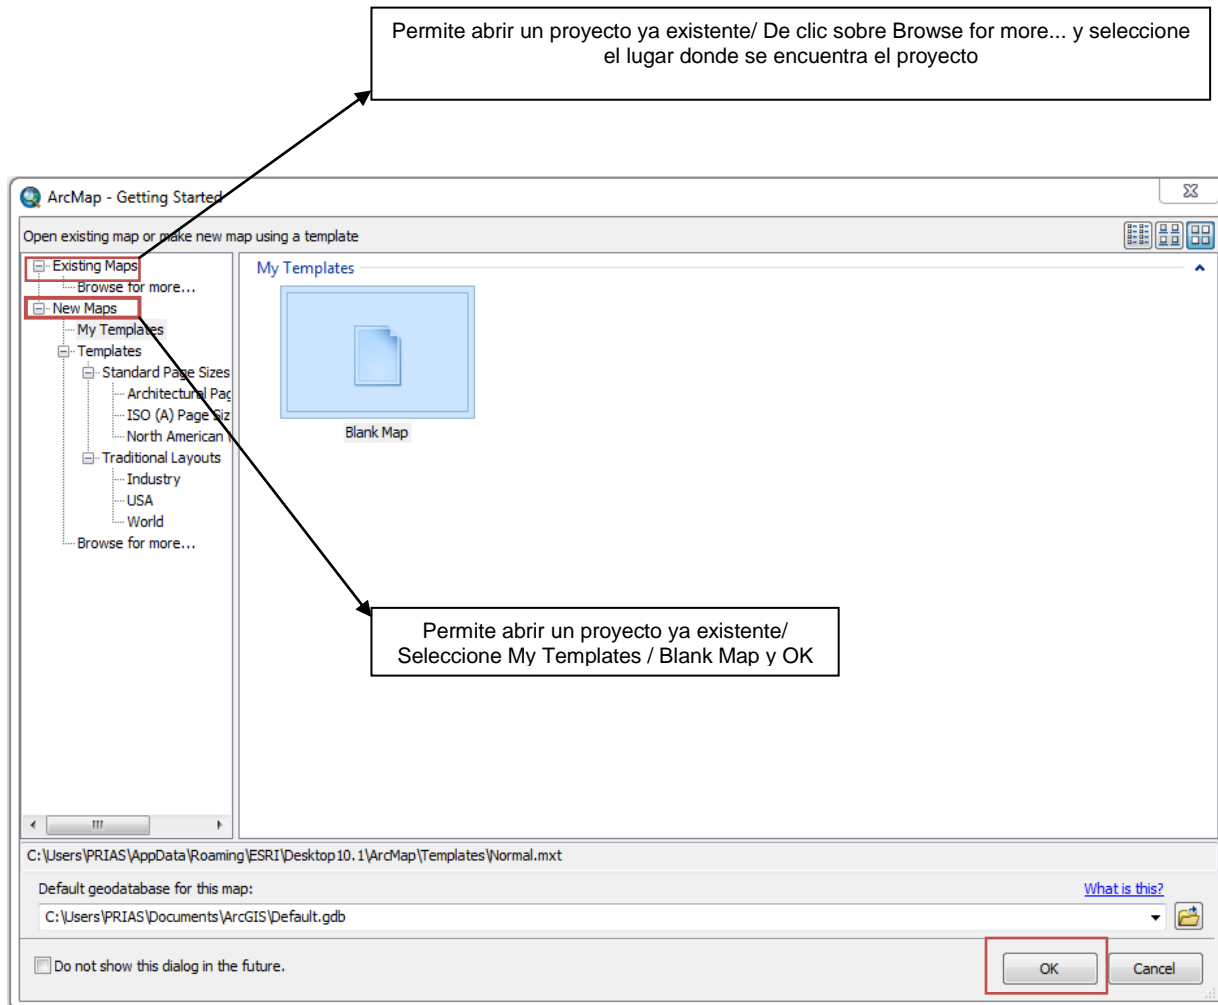 Permite abrir un proyecto ya existente/ De clic sobre Browse for more... y seleccione
el lugar donde se encuentra el proyecto
ArcMap - Getting Started
Open existing map or make new map using a template
Existing Maps
Browse for more...
New Maps
My Templates
Templates
Standard Page Sizes
Architectural Pag
ISO (A) Page Siz
North American
Traditional Layouts
Industry
USA
World
Browse for more...
My Templates
Blank Map
Permite abrir un proyecto ya existente/
Seleccione My Templates / Blank Map y OK
C:\Users\PRIAS\AppData\Roaming\ESRI\Desktop10.1\ArcMap\Templates\Normal.mxt
Default geodatabase for this map:
What is this?
C:\Users\PRIAS\Documents\ArcGIS\Default.gdb
Do not show this dialog in the future.
OK
Cancel